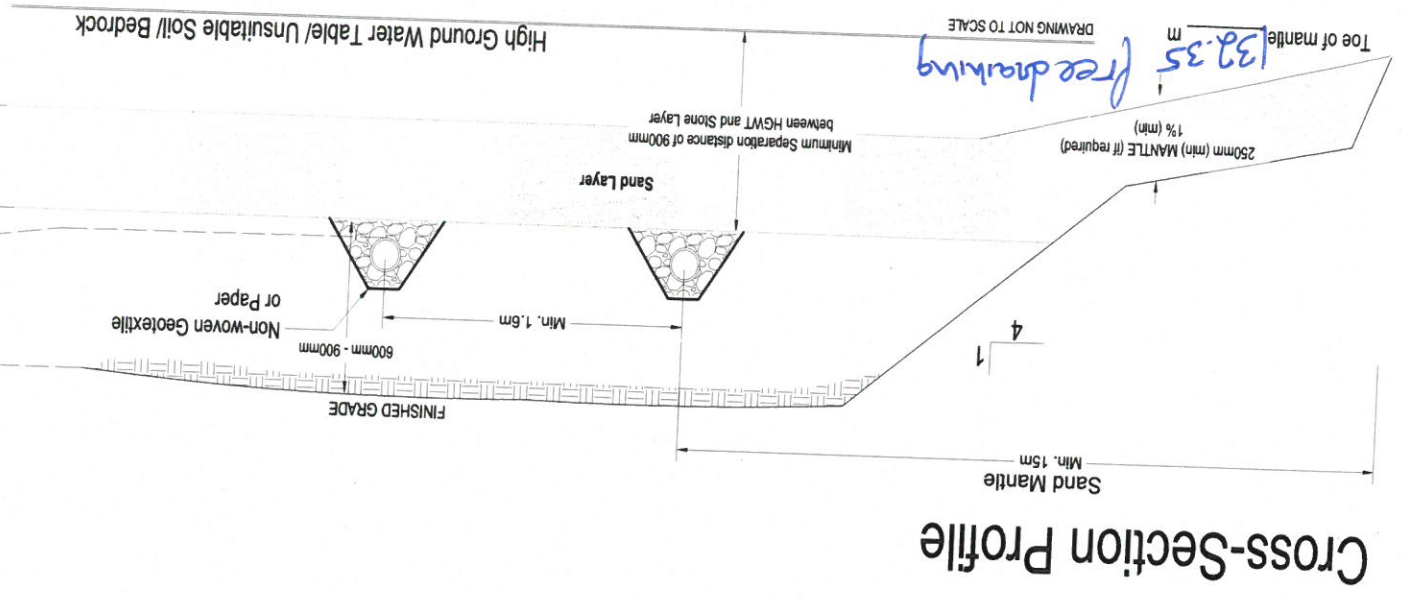 Cross-Section Profile
Sand Mantle
Min. 15m
FINISHED GRADE
1
4
600mm - 900mm
Min. 1.6m
Non-woven Geotextile
or Paper
Sand Layer
250mm (min) MANTLE (if required)
1% (min)
Minimum Separation distance of 900mm
between HGWT and Stone Layer
Toe of mantle 132.35 m
free draining
DRAWING NOT TO SCALE
High Ground Water Table/ Unsuitable Soil/ Bedrock